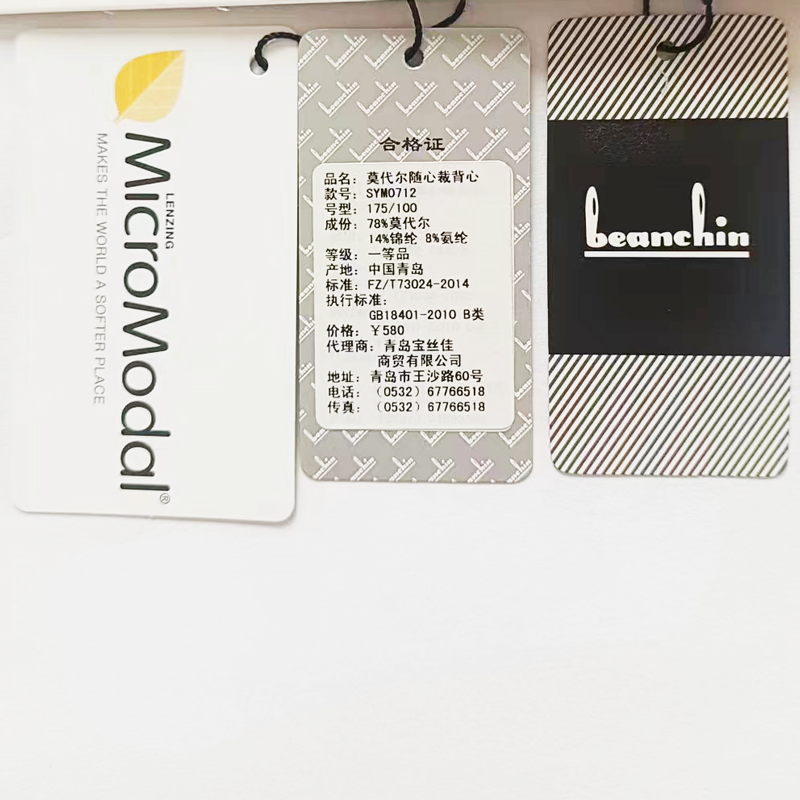 LENZING
MicroModal®
MAKES THE WORLD A SOFTER PLACE
合格证
品名：莫代尔随心裁背心
款号：SYM0712
号型：175/100
成份：78%莫代尔
14%锦纶 8%氨纶
等级：一等品
产地：中国青岛
标准：FZ/T73024-2014
执行标准：
GB18401-2010 B类
价格：￥580
代理商：青岛宝丝佳
商贸有限公司
地址：青岛市王沙路60号
电话：（0532）67766518
传真：（0532）67766518
beanchin